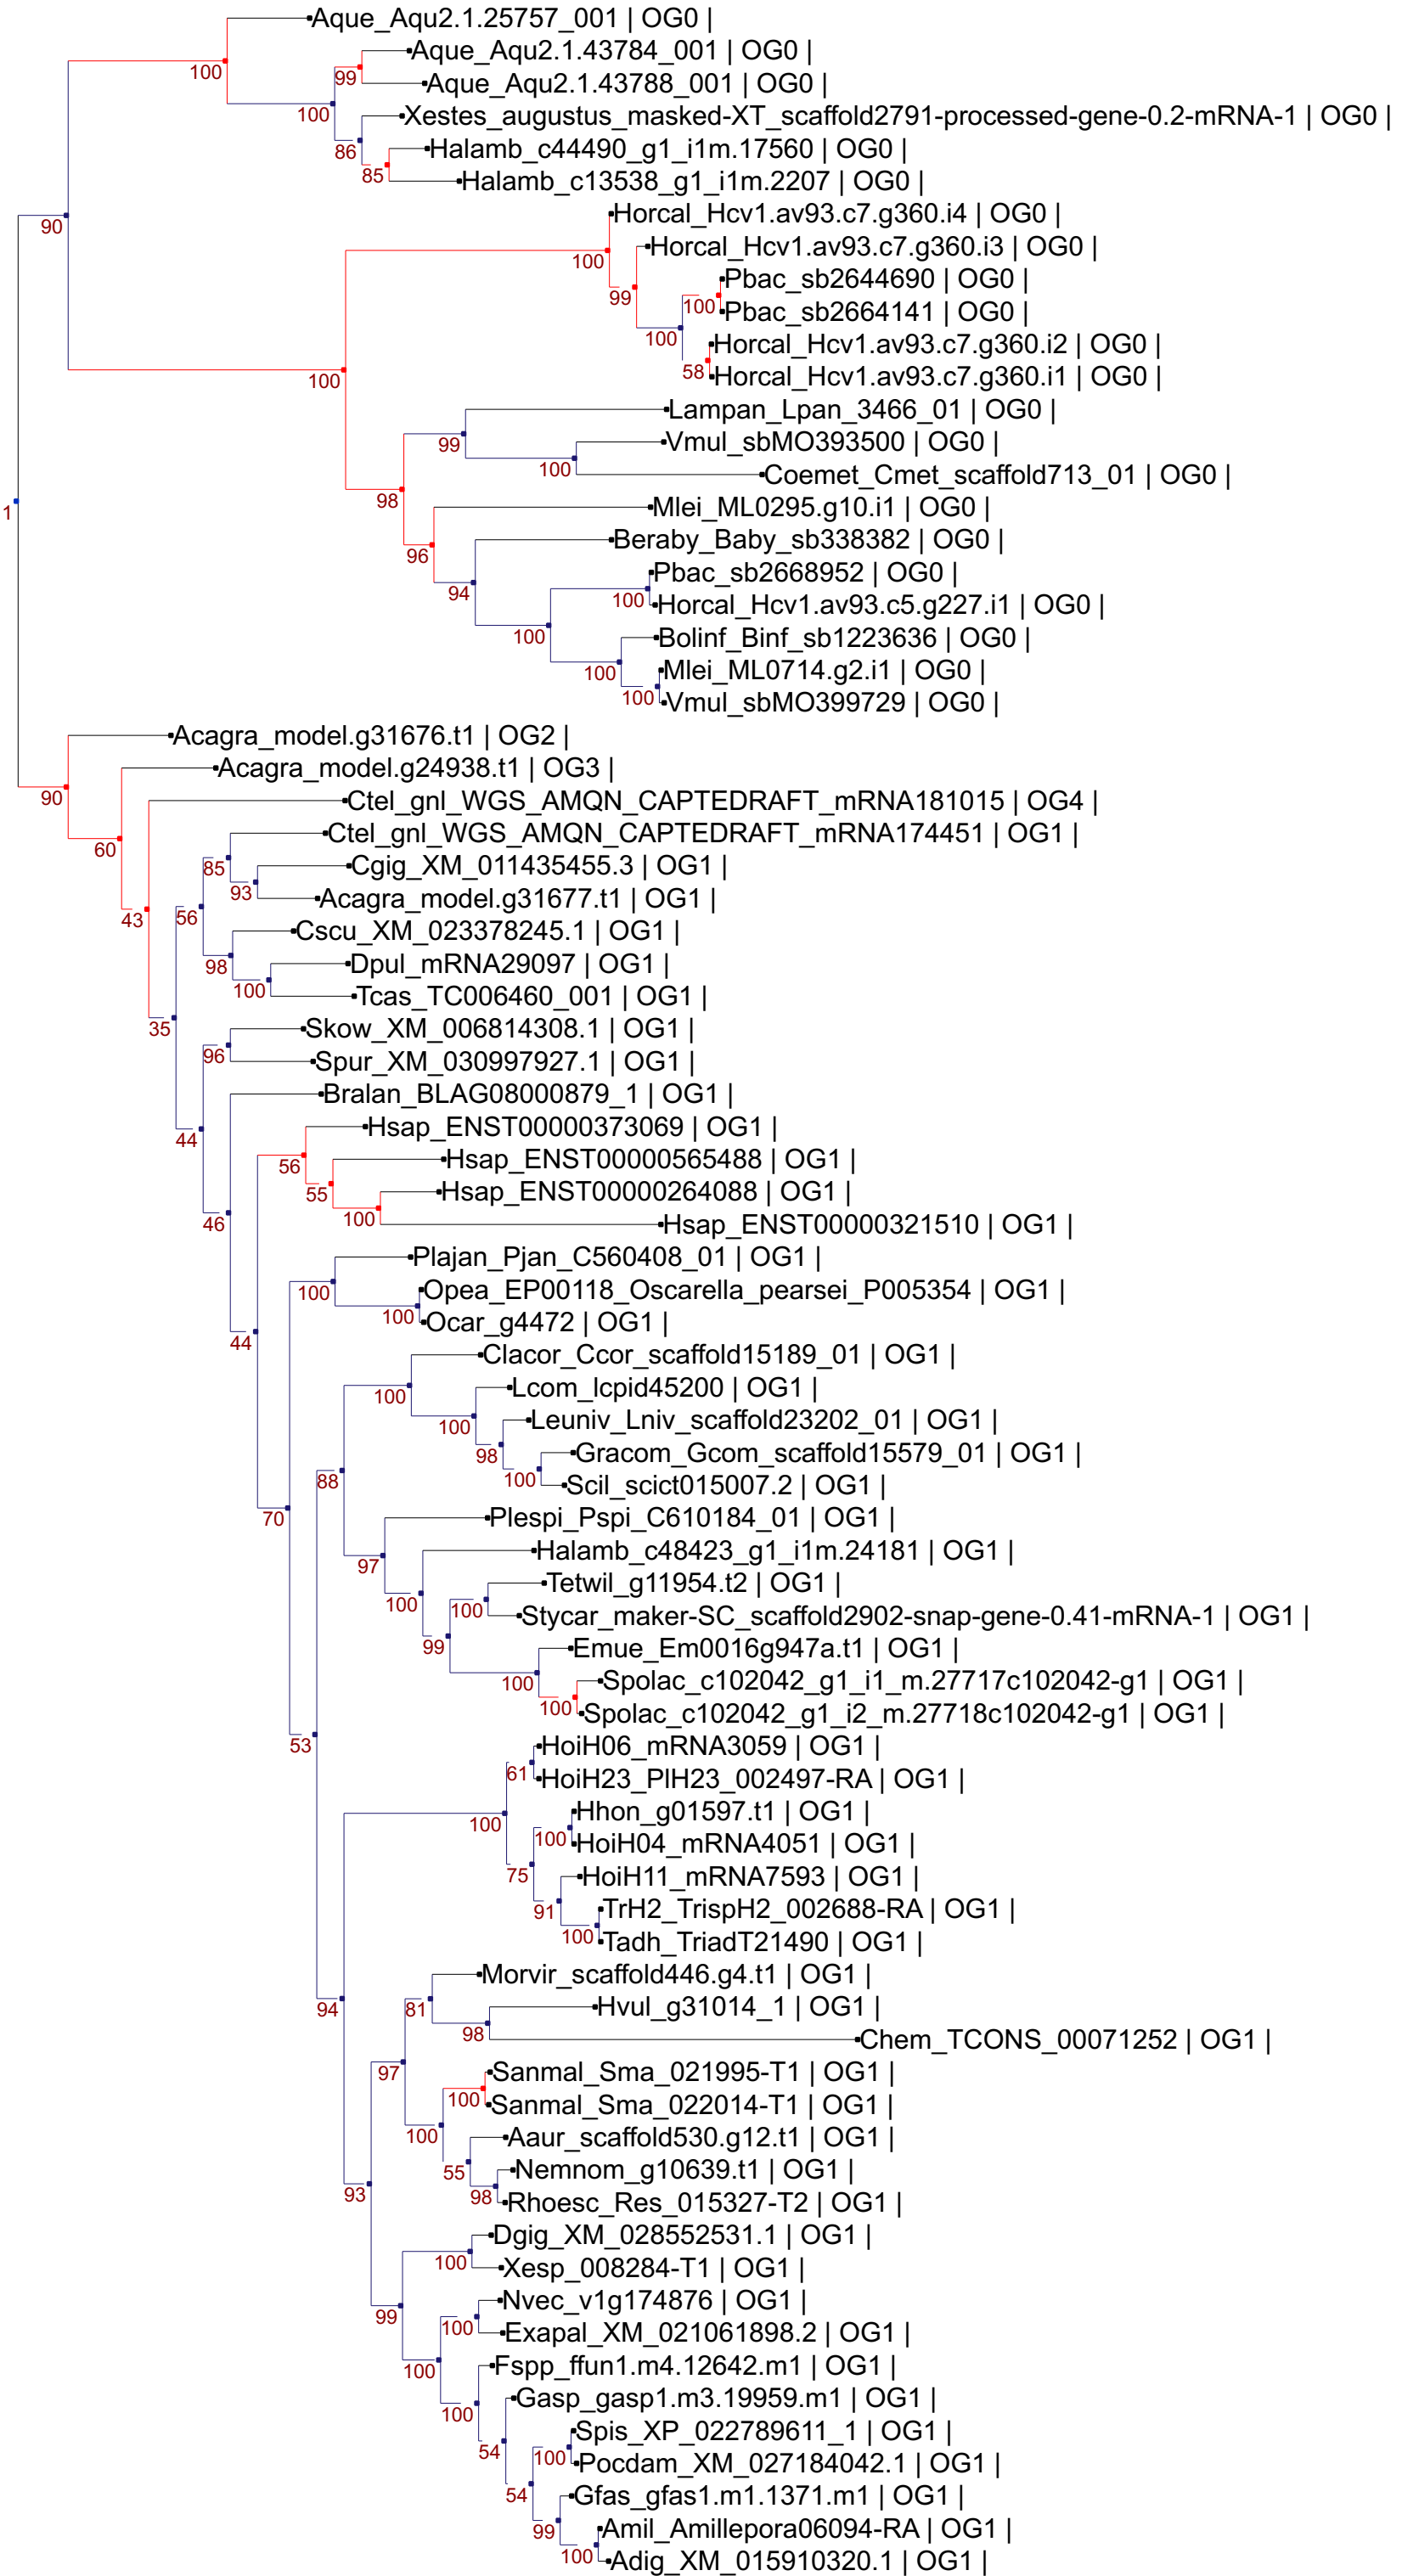 Aque_Aqu2.1.25757_001 | OG0 |
Aque_Aqu2.1.43784_001 | OG0 |
100
99
Aque_Aqu2.1.43788_001 | OG0 |
100
Xestes_augustus_masked-XT_scaffold2791-processed-gene-0.2-mRNA-1 | OG0 |
86
Halamb_c44490_g1_i1m.17560 | OG0 |
85
Halamb_c13538_g1_i1m.2207 | OG0 |
Horcal_Hcv1.av93.c7.g360.i4 | OG0 |
90
Horcal_Hcv1.av93.c7.g360.i3 | OG0 |
100
Pbac_sb2644690 | OG0 |
99
100
Pbac_sb2664141 | OG0 |
100
Horcal_Hcv1.av93.c7.g360.i2 | OG0 |
58
Horcal_Hcv1.av93.c7.g360.i1 | OG0 |
100
Lampan_Lpan_3466_01 | OG0 |
99
Vmul_sbMO393500 | OG0 |
100
Coemet_Cmet_scaffold713_01 | OG0 |
98
Mlei_ML0295.g10.i1 | OG0 |
1
Beraby_Baby_sb338382 | OG0 |
96
Pbac_sb2668952 | OG0 |
94
100
Horcal_Hcv1.av93.c5.g227.i1 | OG0 |
100
Bolinf_Binf_sb1223636 | OG0 |
100
Mlei_ML0714.g2.i1 | OG0 |
100
Vmul_sbMO399729 | OG0 |
Acagra_model.g31676.t1 | OG2 |
Acagra_model.g24938.t1 | OG3 |
90
Ctel_gnl_WGS_AMQN_CAPTEDRAFT_mRNA181015 | OG4 |
Ctel_gnl_WGS_AMQN_CAPTEDRAFT_mRNA174451 | OG1 |
60
85
Cgig_XM_011435455.3 | OG1 |
93
Acagra_model.g31677.t1 | OG1 |
43
56
Cscu_XM_023378245.1 | OG1 |
98
Dpul_mRNA29097 | OG1 |
100
Tcas_TC006460_001 | OG1 |
35
Skow_XM_006814308.1 | OG1 |
96
Spur_XM_030997927.1 | OG1 |
Bralan_BLAG08000879_1 | OG1 |
44
Hsap_ENST00000373069 | OG1 |
56
Hsap_ENST00000565488 | OG1 |
55
Hsap_ENST00000264088 | OG1 |
100
46
Hsap_ENST00000321510 | OG1 |
Plajan_Pjan_C560408_01 | OG1 |
100
Opea_EP00118_Oscarella_pearsei_P005354 | OG1 |
100
Ocar_g4472 | OG1 |
44
Clacor_Ccor_scaffold15189_01 | OG1 |
100
Lcom_lcpid45200 | OG1 |
100
Leuniv_Lniv_scaffold23202_01 | OG1 |
98
Gracom_Gcom_scaffold15579_01 | OG1 |
88
100
Scil_scict015007.2 | OG1 |
70
Plespi_Pspi_C610184_01 | OG1 |
97
Halamb_c48423_g1_i1m.24181 | OG1 |
Tetwil_g11954.t2 | OG1 |
100
100
Stycar_maker-SC_scaffold2902-snap-gene-0.41-mRNA-1 | OG1 |
99
Emue_Em0016g947a.t1 | OG1 |
100
Spolac_c102042_g1_i1_m.27717c102042-g1 | OG1 |
100
Spolac_c102042_g1_i2_m.27718c102042-g1 | OG1 |
53
HoiH06_mRNA3059 | OG1 |
61
HoiH23_PlH23_002497-RA | OG1 |
100
Hhon_g01597.t1 | OG1 |
100
HoiH04_mRNA4051 | OG1 |
75
HoiH11_mRNA7593 | OG1 |
91
TrH2_TrispH2_002688-RA | OG1 |
100
Tadh_TriadT21490 | OG1 |
Morvir_scaffold446.g4.t1 | OG1 |
94
81
Hvul_g31014_1 | OG1 |
98
Chem_TCONS_00071252 | OG1 |
97
Sanmal_Sma_021995-T1 | OG1 |
100
Sanmal_Sma_022014-T1 | OG1 |
100
Aaur_scaffold530.g12.t1 | OG1 |
55
Nemnom_g10639.t1 | OG1 |
93
98
Rhoesc_Res_015327-T2 | OG1 |
Dgig_XM_028552531.1 | OG1 |
100
Xesp_008284-T1 | OG1 |
Nvec_v1g174876 | OG1 |
99
100
Exapal_XM_021061898.2 | OG1 |
100
Fspp_ffun1.m4.12642.m1 | OG1 |
100
Gasp_gasp1.m3.19959.m1 | OG1 |
Spis_XP_022789611_1 | OG1 |
54
100
Pocdam_XM_027184042.1 | OG1 |
54
Gfas_gfas1.m1.1371.m1 | OG1 |
99
Amil_Amillepora06094-RA | OG1 |
100
Adig_XM_015910320.1 | OG1 |